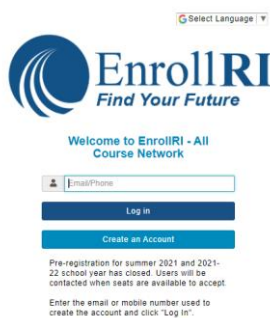 Select Language ▼
EnrollRI
Find Your Future
Welcome to EnrollRI - All
Course Network
Email/Phone
Log in
Create an Account
Pre-registration for summer 2021 and 2021-
22 school year has closed. Users will be
contacted when seats are available to accept.
Enter the email or mobile number used to
create the account and click "Log In".